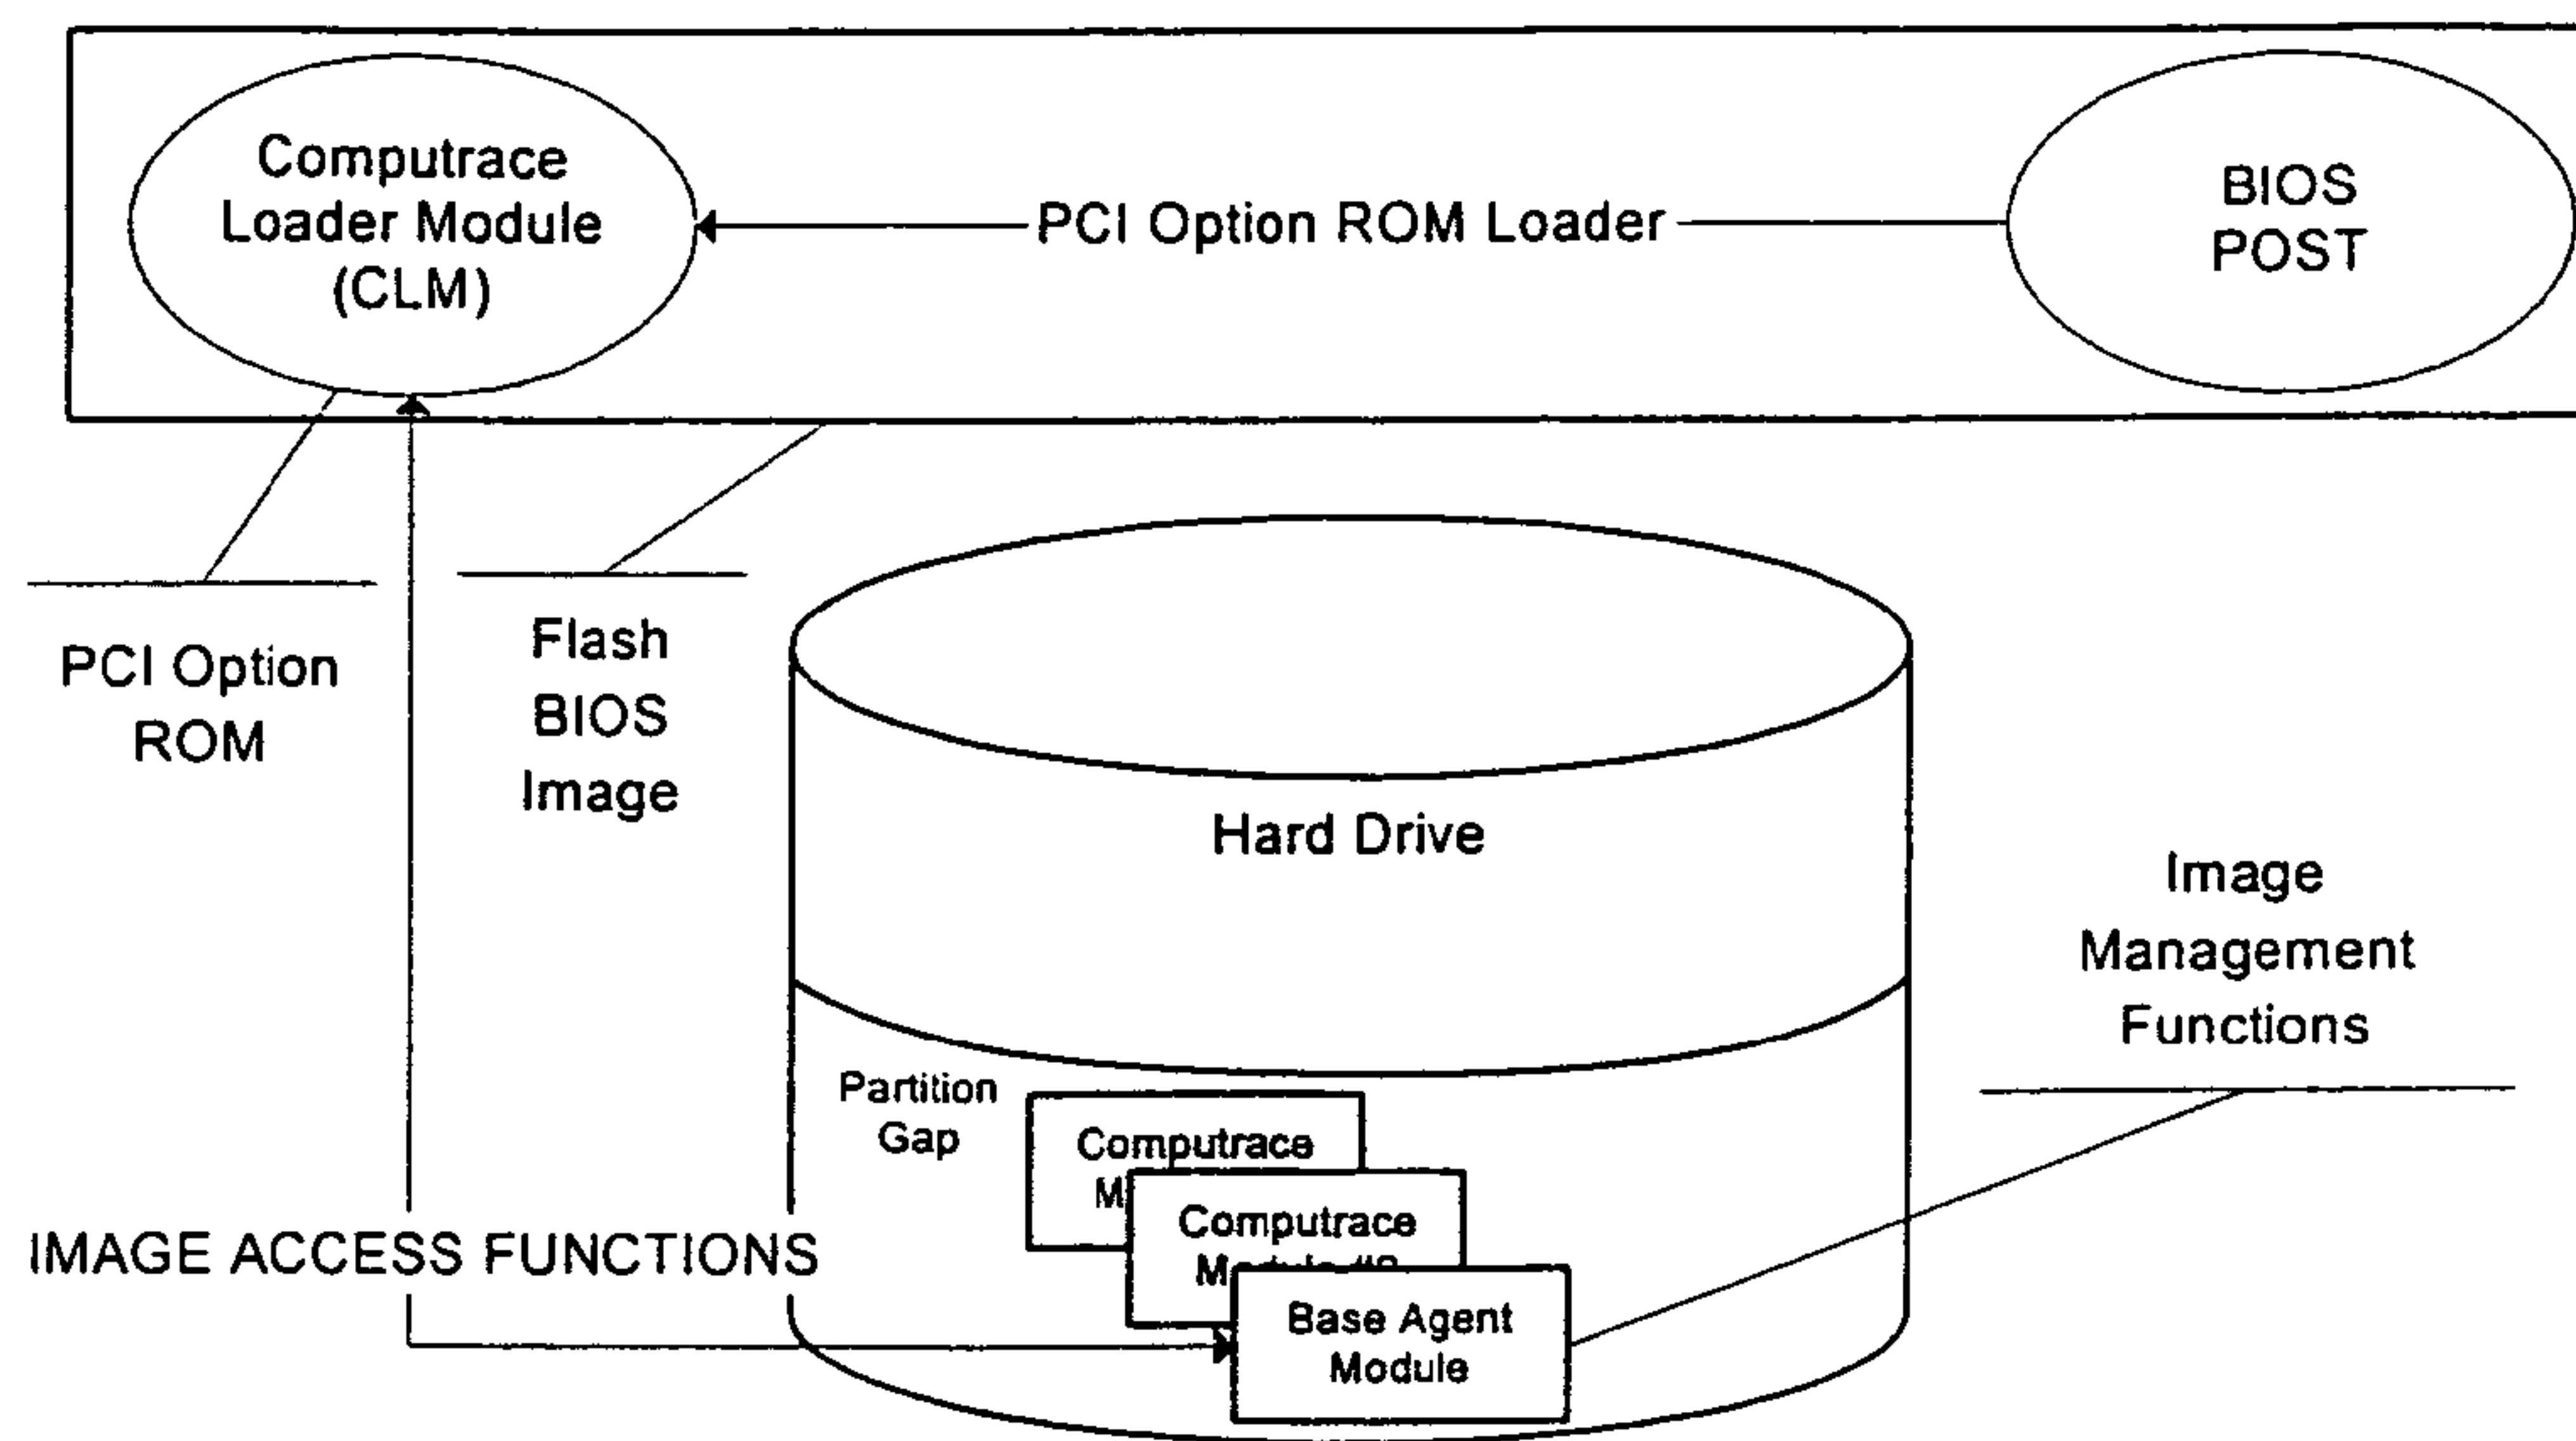 Computrace
Loader Module
(CLM)
PCI Option ROM Loader
BIOS
POST
PCI Option
ROM
Flash
BIOS
Image
Hard Drive
Image
Management
Functions
Partition
Gap
Computrace
Computrace
IMAGE ACCESS FUNCTIONS
Base Agent
Module